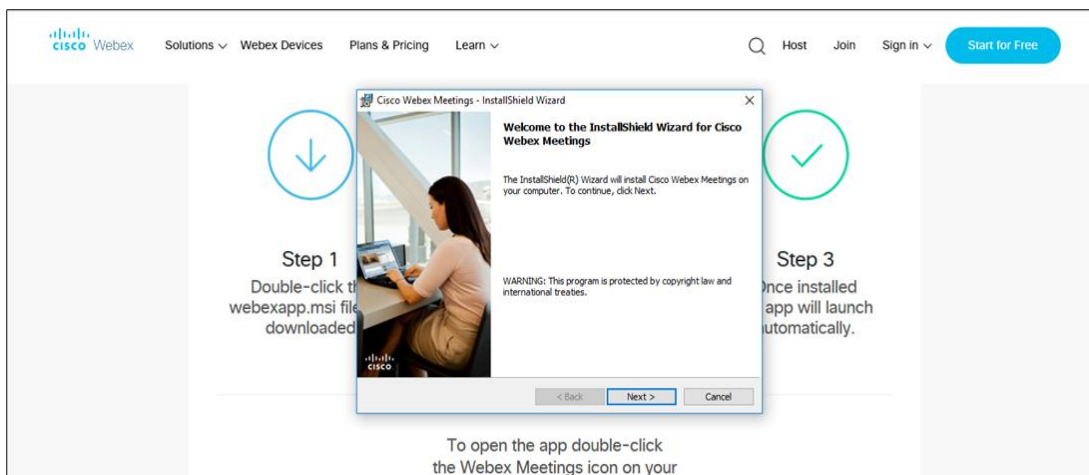 CISCO Webex Solutions Webex Devices Plans & Pricing Learn Host Join Sign in Start for Free
Cisco Webex Meetings - InstallShield Wizard
Welcome to the InstallShield Wizard for Cisco
Webex Meetings
The InstallShield(R) Wizard will install Cisco Webex Meetings on
your computer. To continue, click Next.
WARNING: This program is protected by copyright law and
international treaties.
CISCO
< Back Next > Cancel
Step 1
Double-click
webexapp.msi
downloaded
Step 3
installed
app will launch
To open the app double-click
the Webex Meetings icon on your